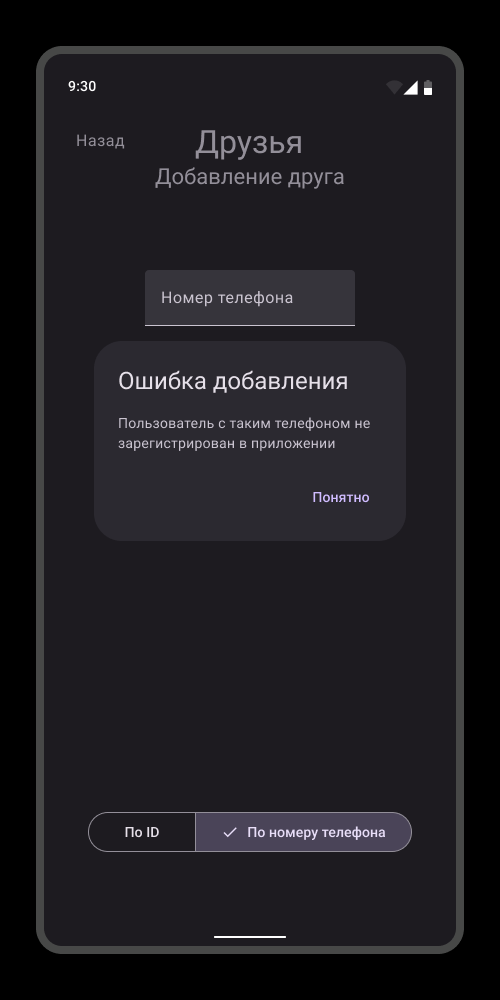 9:30
Назад
Друзья
Добавление друга
Номер телефона
Ошибка добавления
Пользователь с таким телефоном не
зарегистрирован в приложении
Понятно
По ID
По номеру телефона